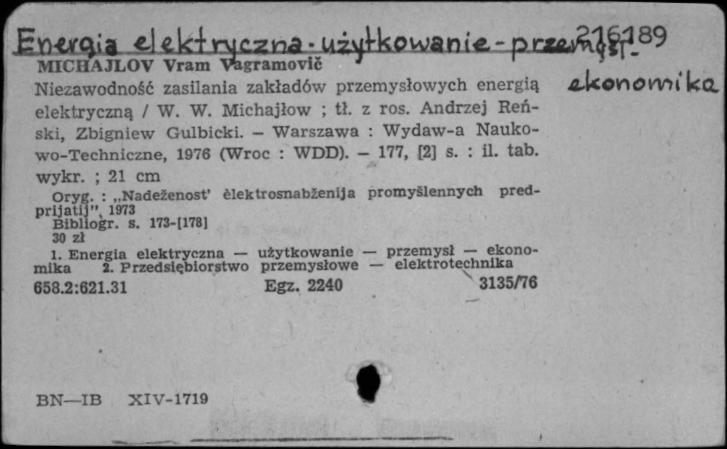 216189
Energia elektryczna - użytkowanie - przemysł -
ekonomika
MICHAJLOV Vram Vagramovič
Niezawodność zasilania zakładów przemysłowych energią
elektryczną / W. W. Michajłow ; tł. z ros. Andrzej Reń-
ski, Zbigniew Gulbicki. — Warszawa : Wydaw-a Nauko-
wo-Techniczne, 1976 (Wroc : WDD). — 177, [2] s. : il. tab.
wykr. ; 21 cm
Oryg. : „Nadeženost' èlektrosnabženija promyšlennych pred-
prijatij", 1973
Bibliogr. s. 173-[178]
30 zł
1. Energia elektryczna — użytkowanie — przemysł — ekono-
mika 2. Przedsiębiorstwo przemysłowe — elektrotechnika
658.2:621.31 Egz. 2240 3135/76
BN—IB XIV-1719